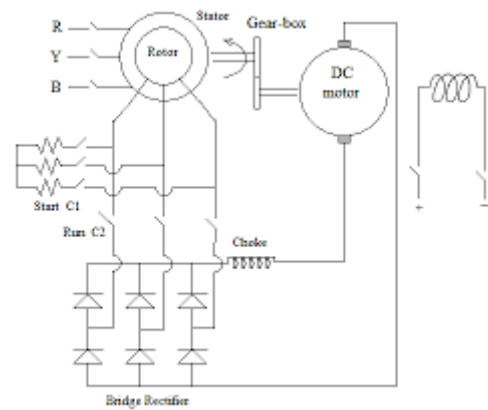 Stator
Gear-box
R
Rotor
Y
DC
motor
B
Start C1
Run C2
Choke
+
−
Bridge Rectifier